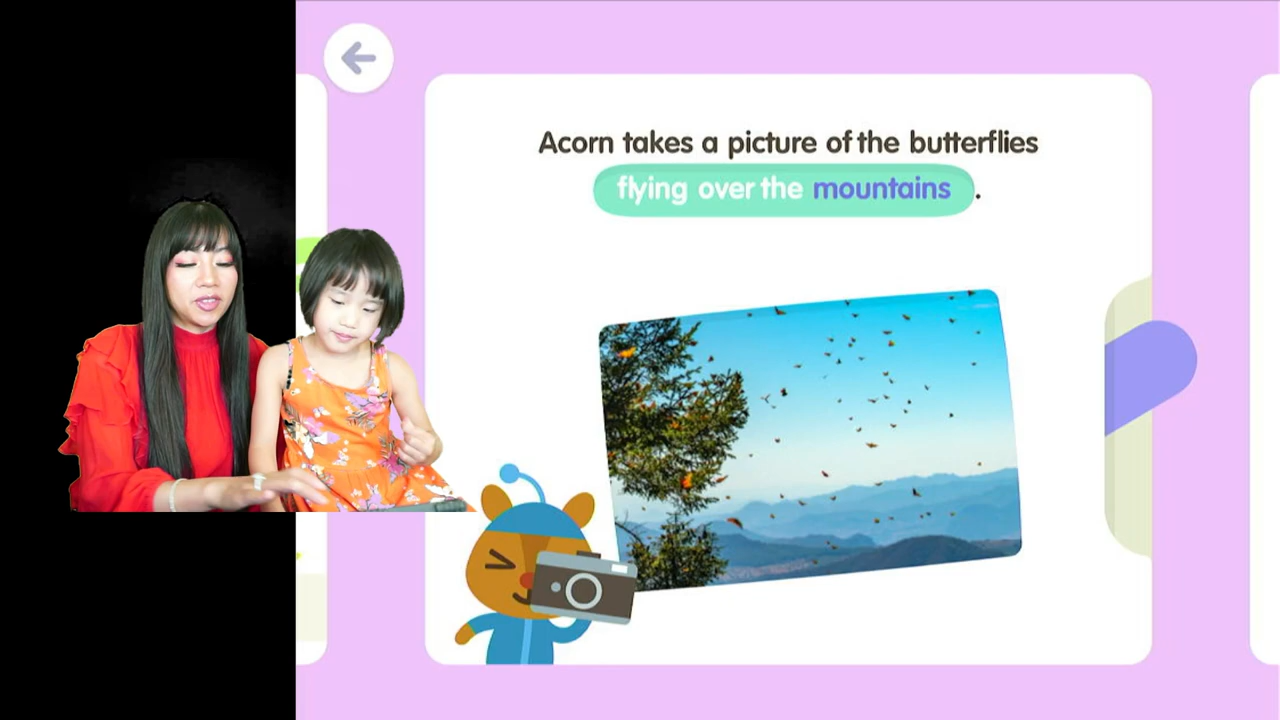 Acorn takes a picture of the butterflies
flying over the mountains.